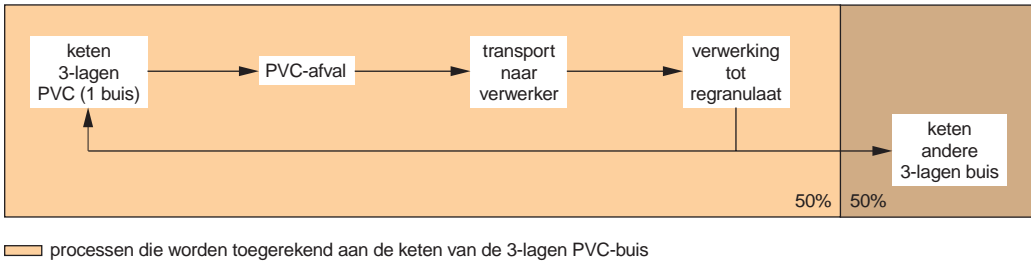 keten
3-lagen
PVC (1 buis)
PVC-afval
transport
naar
verwerker
verwerking
tot
regranulaat
keten
andere
3-lagen buis
50%
50%
processen die worden toegerekend aan de keten van de 3-lagen PVC-buis